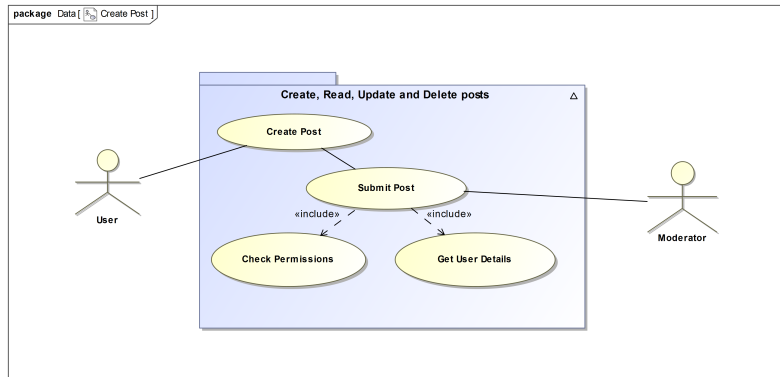 package Data [ Create Post ]
Create, Read, Update and Delete posts
Create Post
Submit Post
User
«include»
«include»
Moderator
Check Permissions
Get User Details